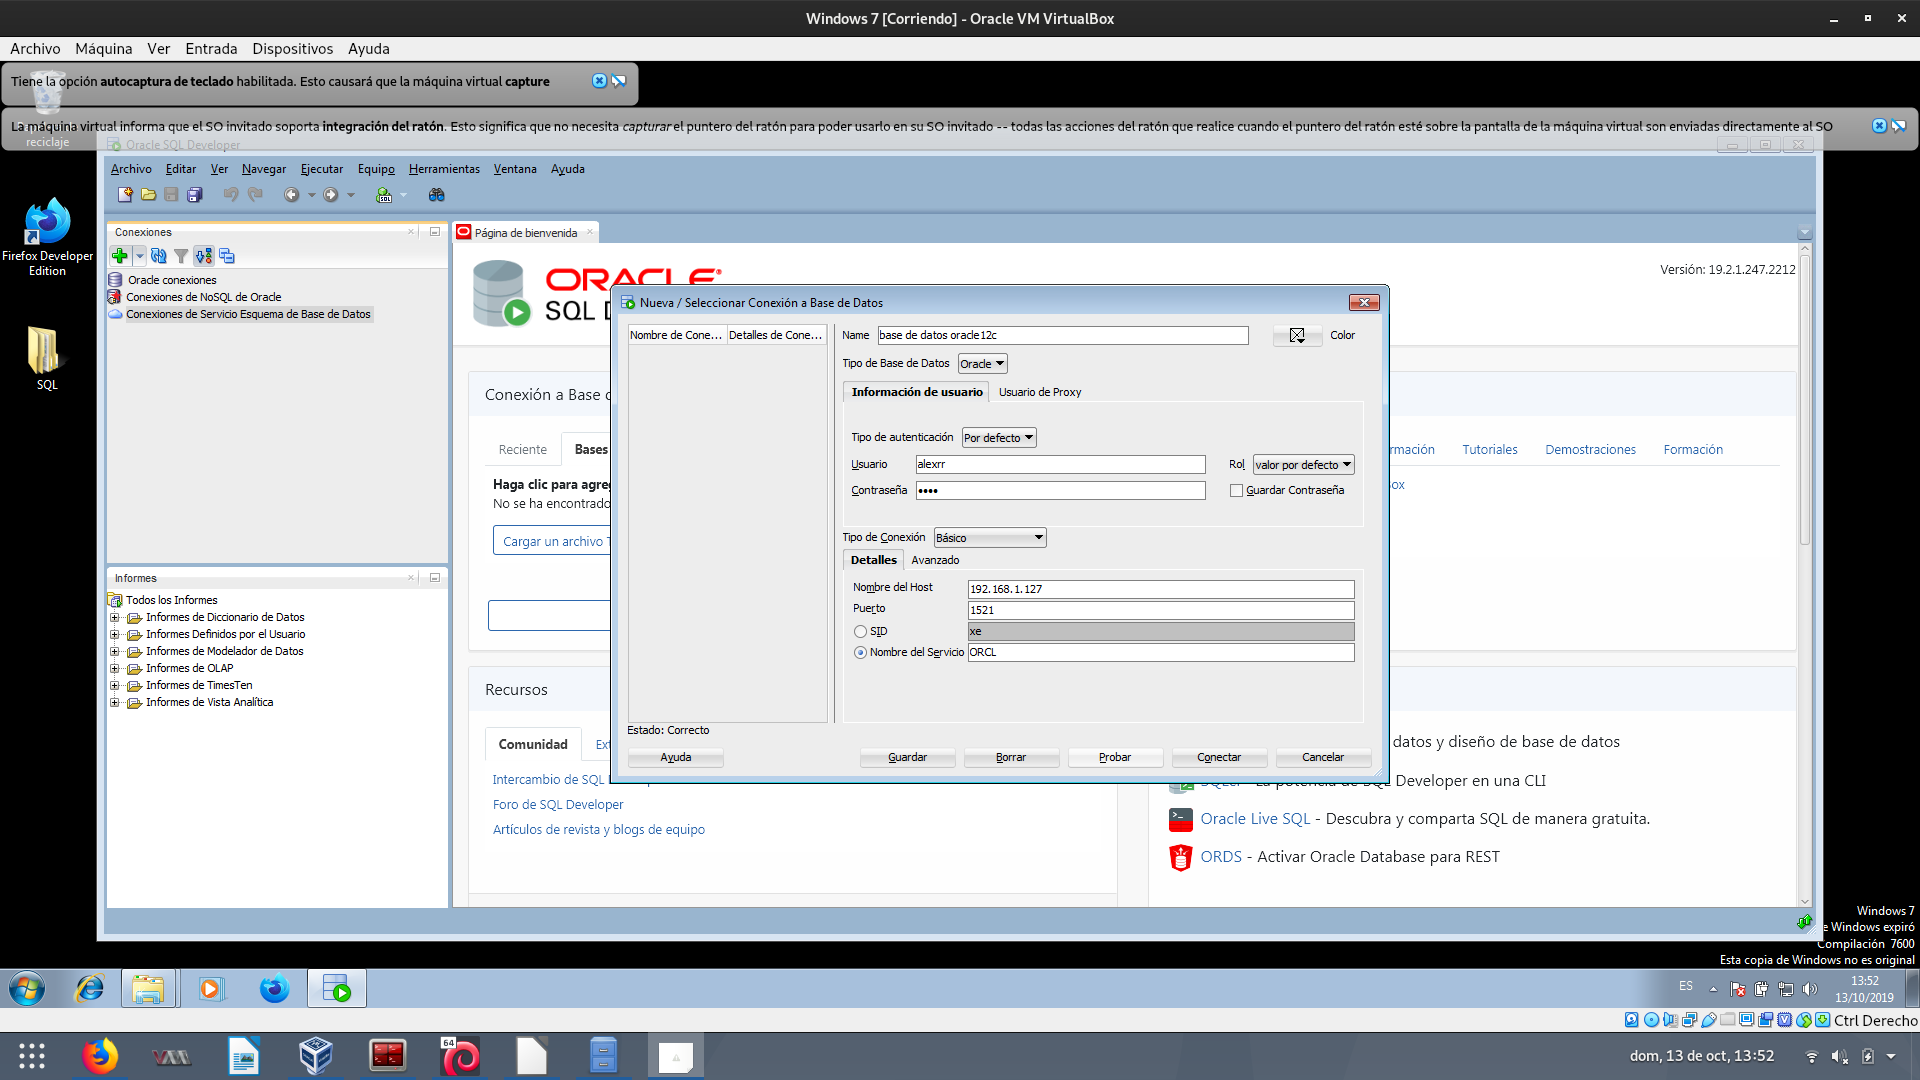 Windows 7 [Corriendo] - Oracle VM VirtualBox
Archivo Máquina Ver Entrada Dispositivos Ayuda
Tiene la opción autocaptura de teclado habilitada. Esto causará que la máquina virtual capture
La máquina virtual informa que el SO invitado soporta integración del ratón. Esto significa que no necesita capturar el puntero del ratón para poder usarlo en su SO invitado -- todas las acciones del ratón que realice cuando el puntero del ratón esté sobre la pantalla de la máquina virtual son enviadas directamente al SO
reciclaje
Oracle SQL Developer
Archivo Editar Ver Navegar Ejecutar Equipo Herramientas Ventana Ayuda
Firefox Developer
Edition
SQL
Conexiones
Oracle conexiones
Conexiones de NoSQL de Oracle
Conexiones de Servicio Esquema de Base de Datos
Informes
Todos los Informes
Informes de Diccionario de Datos
Informes Definidos por el Usuario
Informes de Modelador de Datos
Informes de OLAP
Informes de TimesTen
Informes de Vista Analítica
Página de bienvenida
ORACLE
SQL D
Versión: 19.2.1.247.2212
Conexión a Base d
Reciente Bases
Haga clic para agre
No se ha encontrado
Cargar un archivo T
rmación Tutoriales Demostraciones Formación
ox
Nueva / Seleccionar Conexión a Base de Datos
Nombre de Cone... Detalles de Cone...
Name base de datos oracle12c Color
Tipo de Base de Datos Oracle
Información de usuario Usuario de Proxy
Tipo de autenticación Por defecto
Usuario alexrr Rol valor por defecto
Contraseña •••• Guardar Contraseña
Tipo de Conexión Básico
Detalles Avanzado
Nombre del Host 192.168.1.127
Puerto 1521
SID xe
Nombre del Servicio ORCL
Estado: Correcto
Ayuda Guardar Borrar Probar Conectar Cancelar
Recursos
Comunidad Ext
Intercambio de SQL
Foro de SQL Developer
Artículos de revista y blogs de equipo
datos y diseño de base de datos
SQLcl - La potencia de SQL Developer en una CLI
Oracle Live SQL - Descubra y comparta SQL de manera gratuita.
ORDS - Activar Oracle Database para REST
Windows 7
e Windows expiró
Compilación 7600
Esta copia de Windows no es original
ES 13:52
13/10/2019
Ctrl Derecho
64
dom, 13 de oct, 13:52